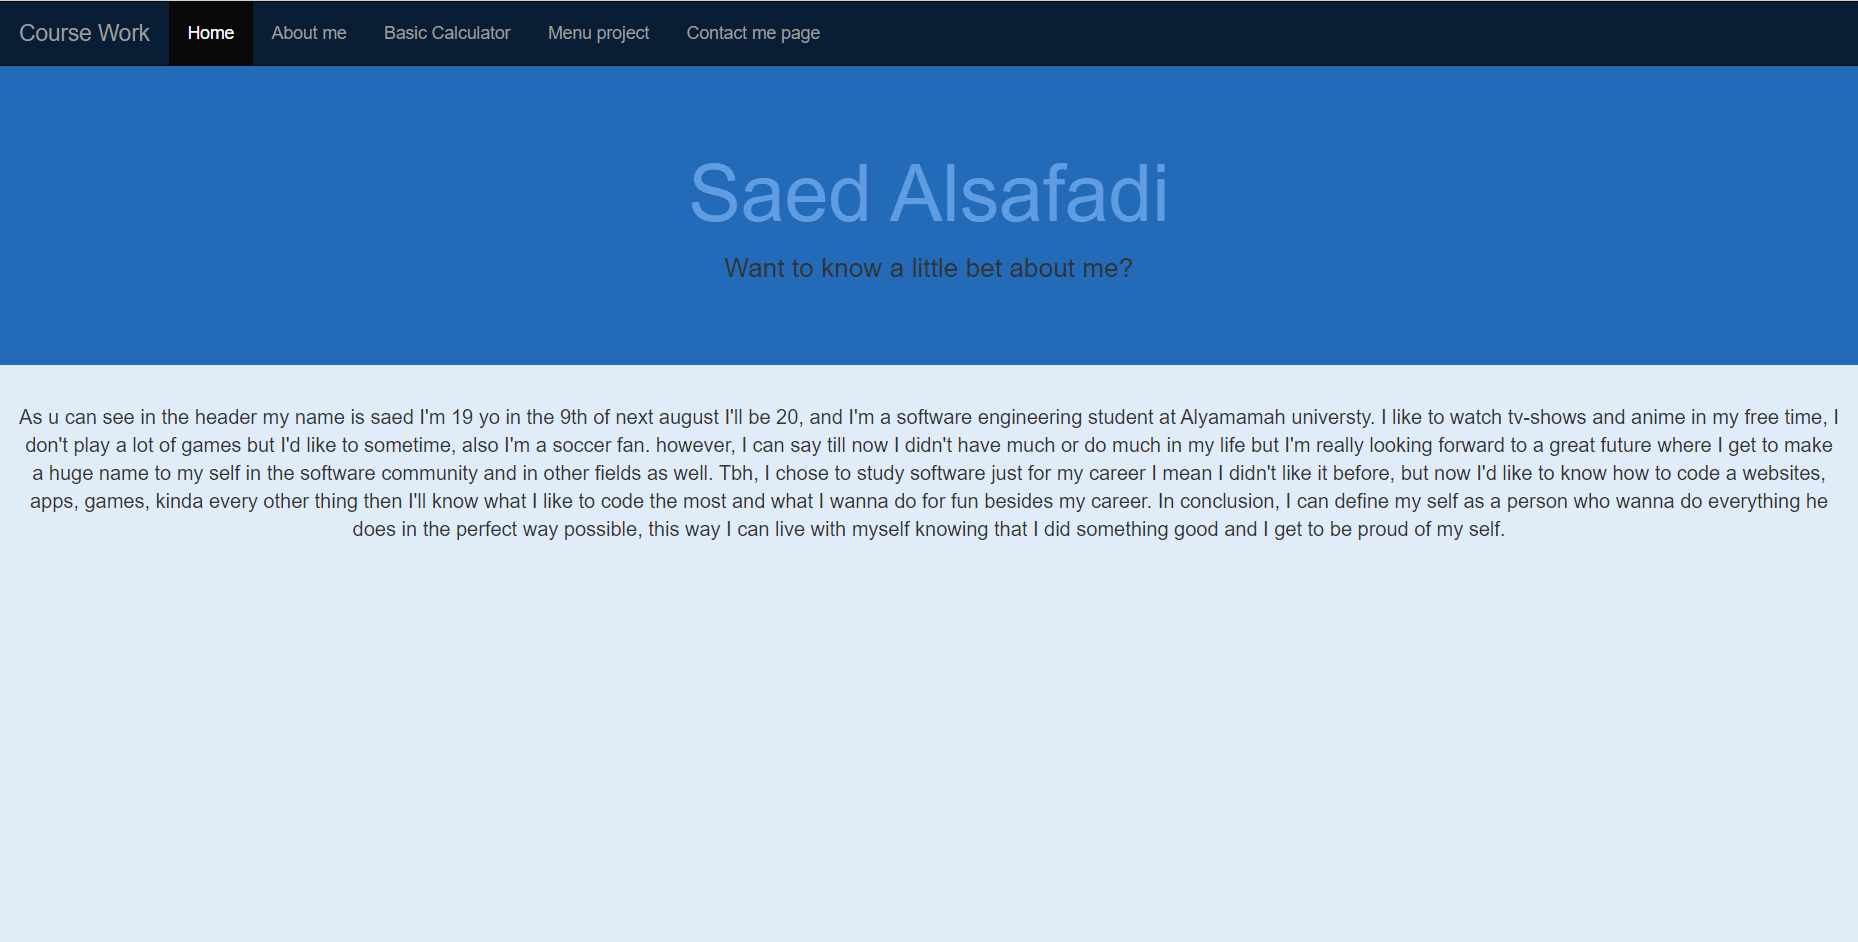 Course Work Home About me Basic Calculator Menu project Contact me page
Saed Alsafadi
Want to know a little bet about me?
As u can see in the header my name is saed I'm 19 yo in the 9th of next august I'll be 20, and I'm a software engineering student at Alyamamah universty. I like to watch tv-shows and anime in my free time, I
don't play a lot of games but I'd like to sometime, also I'm a soccer fan. however, I can say till now I didn't have much or do much in my life but I'm really looking forward to a great future where I get to make
a huge name to my self in the software community and in other fields as well. Tbh, I chose to study software just for my career I mean I didn't like it before, but now I'd like to know how to code a websites,
apps, games, kinda every other thing then I'll know what I like to code the most and what I wanna do for fun besides my career. In conclusion, I can define my self as a person who wanna do everything he
does in the perfect way possible, this way I can live with myself knowing that I did something good and I get to be proud of my self.